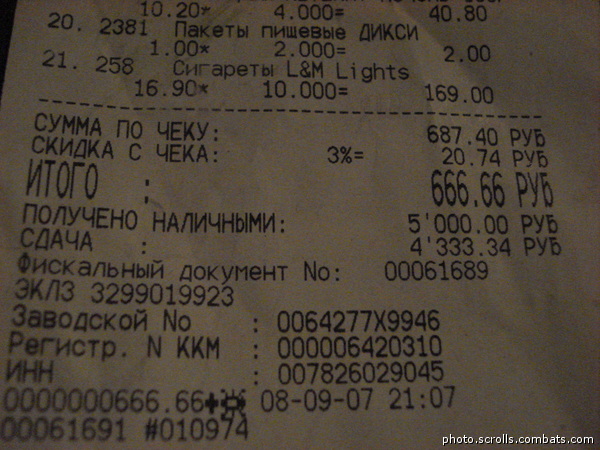 10.20* 4.000= 40.80
20. 2381 Пакеты пищевые ДИКСИ
1.00* 2.000= 2.00
21. 258 Сигареты L&M Lights
16.90* 10.000= 169.00
СУММА ПО ЧЕКУ: 687.40 РУБ
СКИДКА С ЧЕКА: 3%= 20.74 РУБ
ИТОГО : 666.66 РУБ
ПОЛУЧЕНО НАЛИЧНЫМИ: 5'000.00 РУБ
СДАЧА : 4'333.34 РУБ
Фискальный документ No: 00061689
ЭКЛЗ 3299019923
Заводской No : 0064277X9946
Регистр. N ККМ : 000006420310
ИНН : 007826029045
0000000666.66 08-09-07 21:07
00061691 #010974
photo.scrolls.combats.com